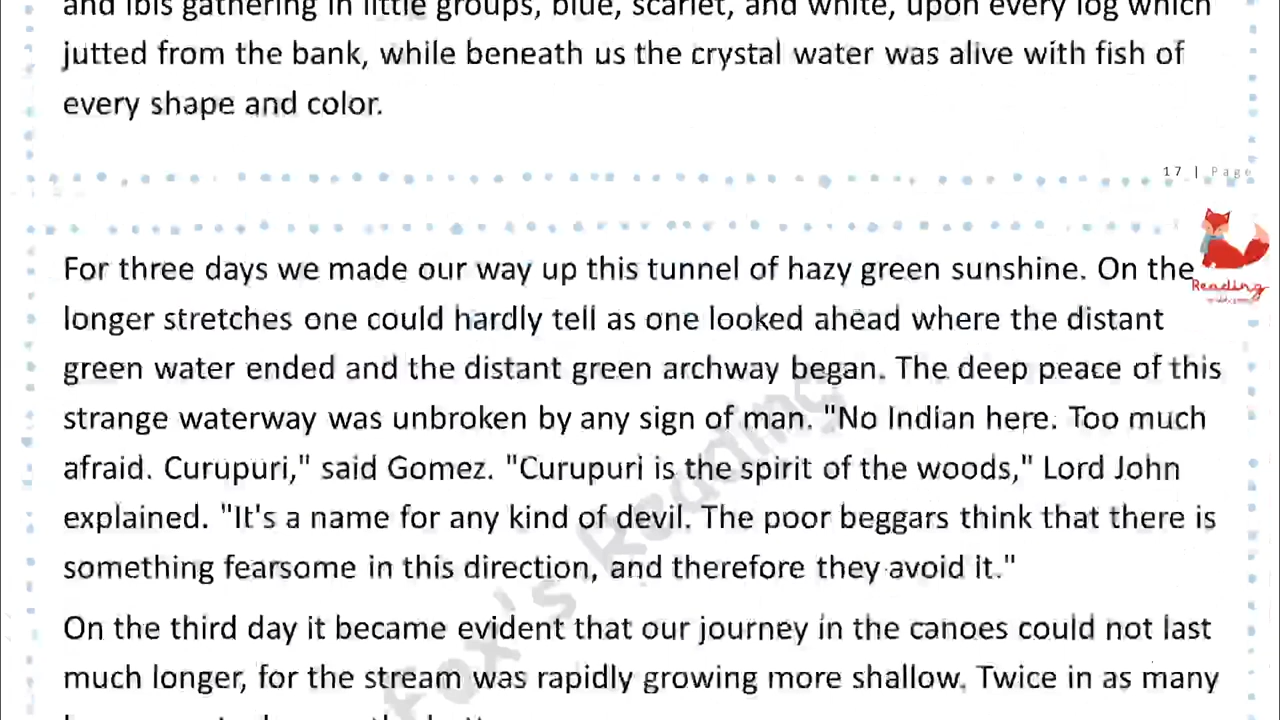 and ibis gathering in little groups, blue, scarlet, and white, upon every log which
jutted from the bank, while beneath us the crystal water was alive with fish of
every shape and color.
17 | Page
For three days we made our way up this tunnel of hazy green sunshine. On the
Reading
longer stretches one could hardly tell as one looked ahead where the distant
green water ended and the distant green archway began. The deep peace of this
strange waterway was unbroken by any sign of man. "No Indian here. Too much
afraid. Curupuri," said Gomez. "Curupuri is the spirit of the woods," Lord John
explained. "It's a name for any kind of devil. The poor beggars think that there is
something fearsome in this direction, and therefore they avoid it."
Fox's Reading
On the third day it became evident that our journey in the canoes could not last
much longer, for the stream was rapidly growing more shallow. Twice in as many